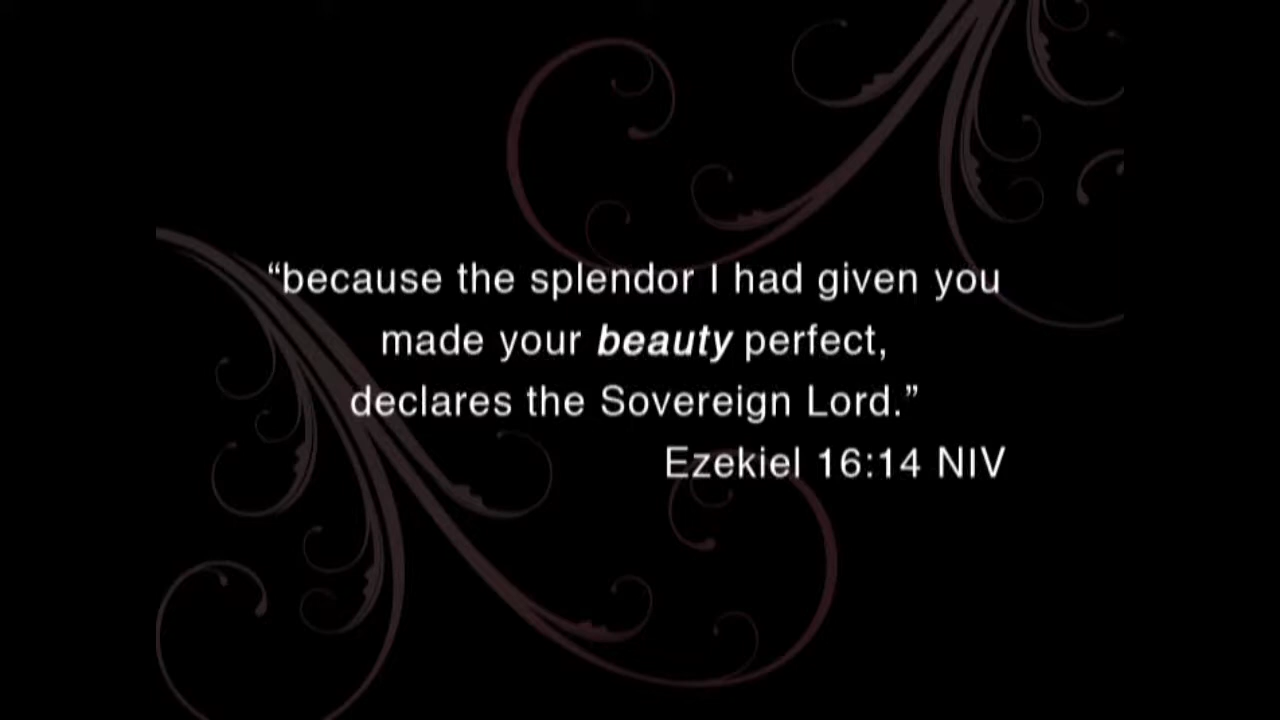 “because the splendor I had given you
made your beauty perfect,
declares the Sovereign Lord.”
Ezekiel 16:14 NIV